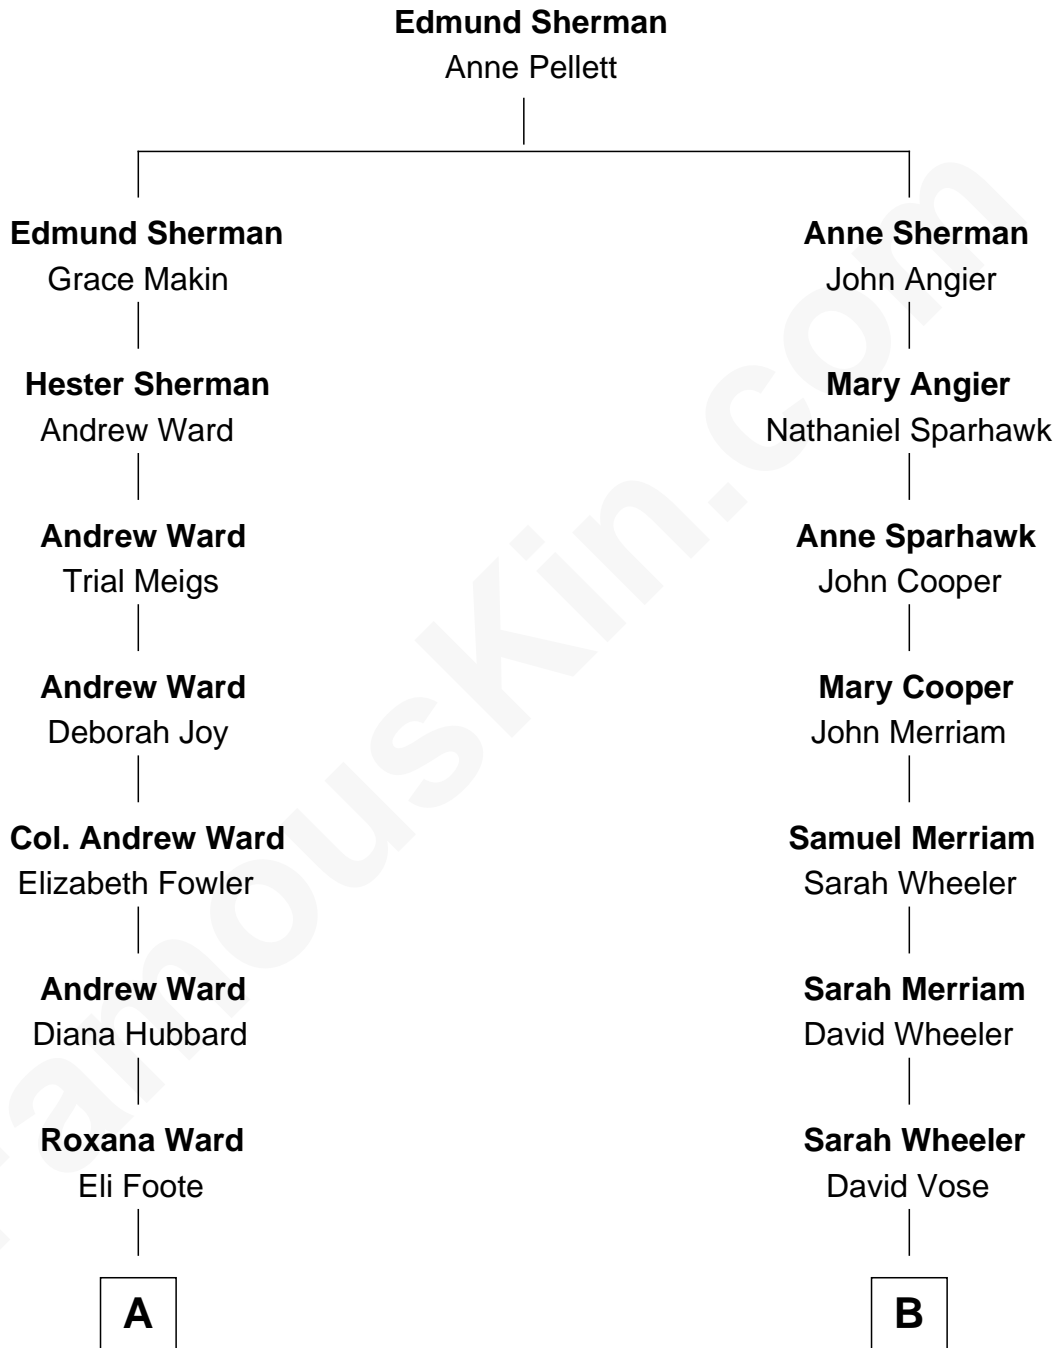 Edmund Sherman
Anne Pellett
Edmund Sherman
Grace Makin
Hester Sherman
Andrew Ward
Andrew Ward
Trial Meigs
Andrew Ward
Deborah Joy
Col. Andrew Ward
Elizabeth Fowler
Andrew Ward
Diana Hubbard
Roxana Ward
Eli Foote
A
Anne Sherman
John Angier
Mary Angier
Nathaniel Sparhawk
Anne Sparhawk
John Cooper
Mary Cooper
John Merriam
Samuel Merriam
Sarah Wheeler
Sarah Merriam
David Wheeler
Sarah Wheeler
David Vose
B
FamousKin.com